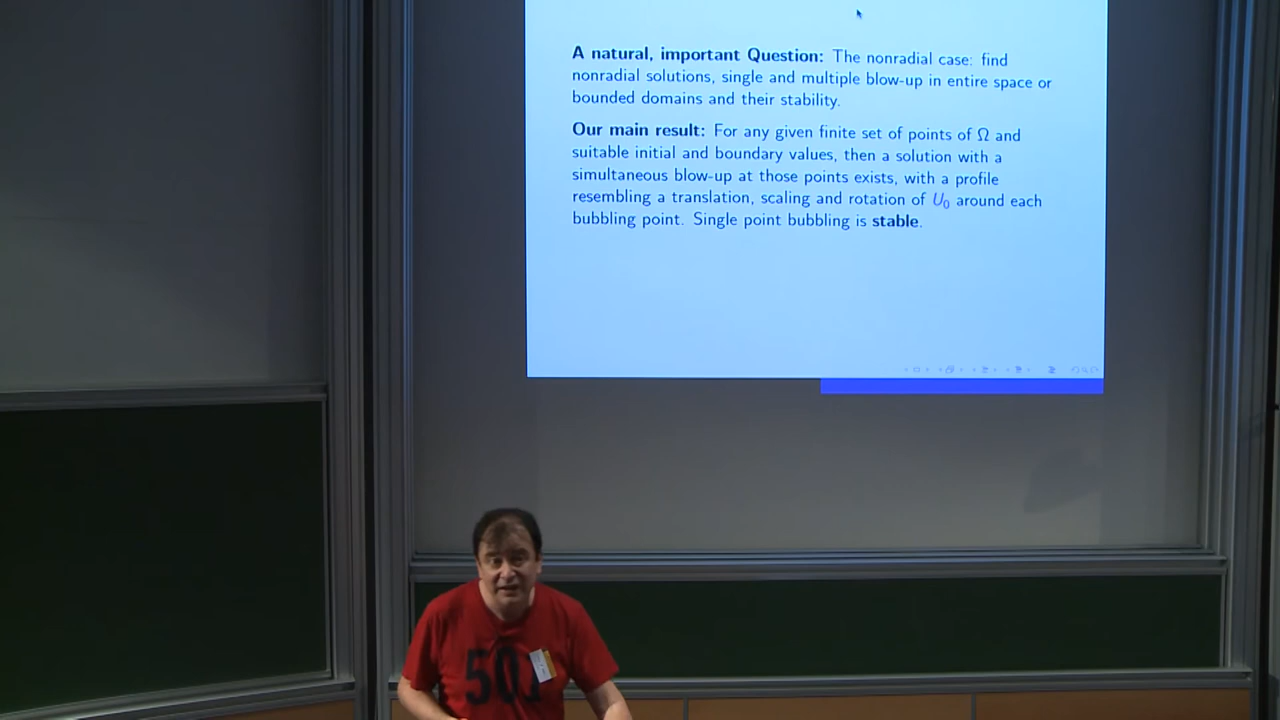 A natural, important Question: The nonradial case: find
nonradial solutions, single and multiple blow-up in entire space or
bounded domains and their stability.
Our main result: For any given finite set of points of Ω and
suitable initial and boundary values, then a solution with a
simultaneous blow-up at those points exists, with a profile
resembling a translation, scaling and rotation of U₀ around each
bubbling point. Single point bubbling is stable.
50